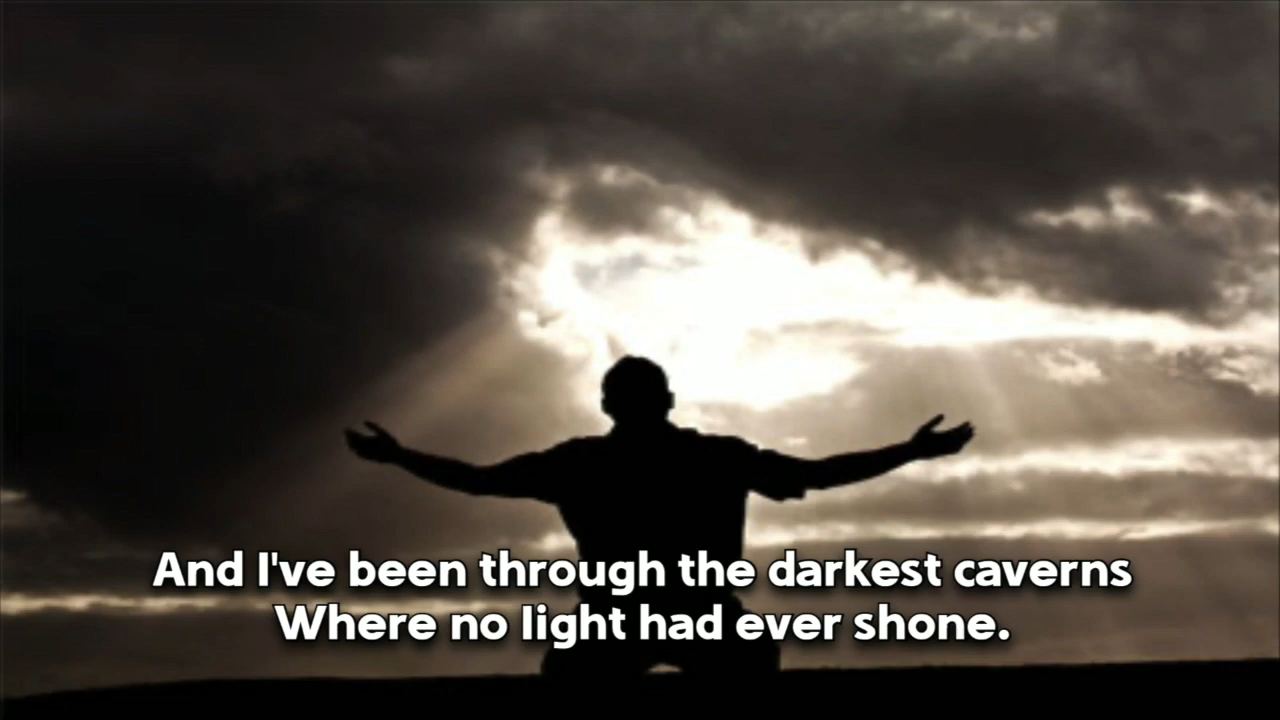 And I've been through the darkest caverns
Where no light had ever shone.